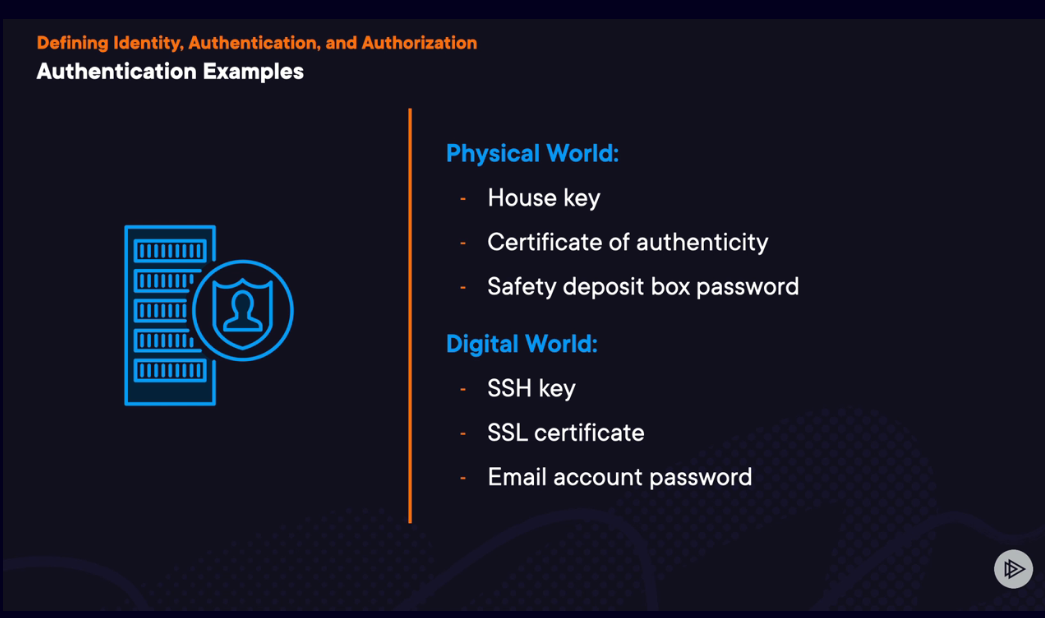 Defining Identity, Authentication, and Authorization
Authentication Examples
Physical World:
- House key
- Certificate of authenticity
- Safety deposit box password
Digital World:
- SSH key
- SSL certificate
- Email account password